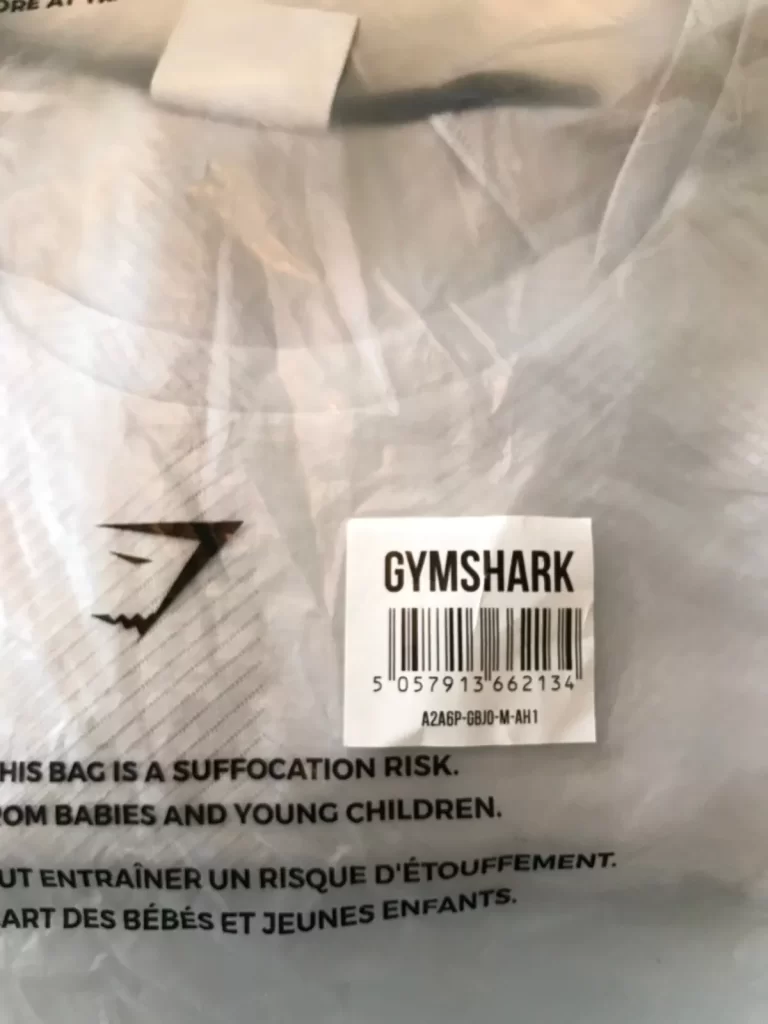 GYMSHARK
5 057913 662134
A2A6P-GBJ0-M-AH1
HIS BAG IS A SUFFOCATION RISK.
OM BABIES AND YOUNG CHILDREN.
UT ENTRAÎNER UN RISQUE D'ÉTOUFFEMENT.
ART DES BÉBÉS ET JEUNES ENFANTS.